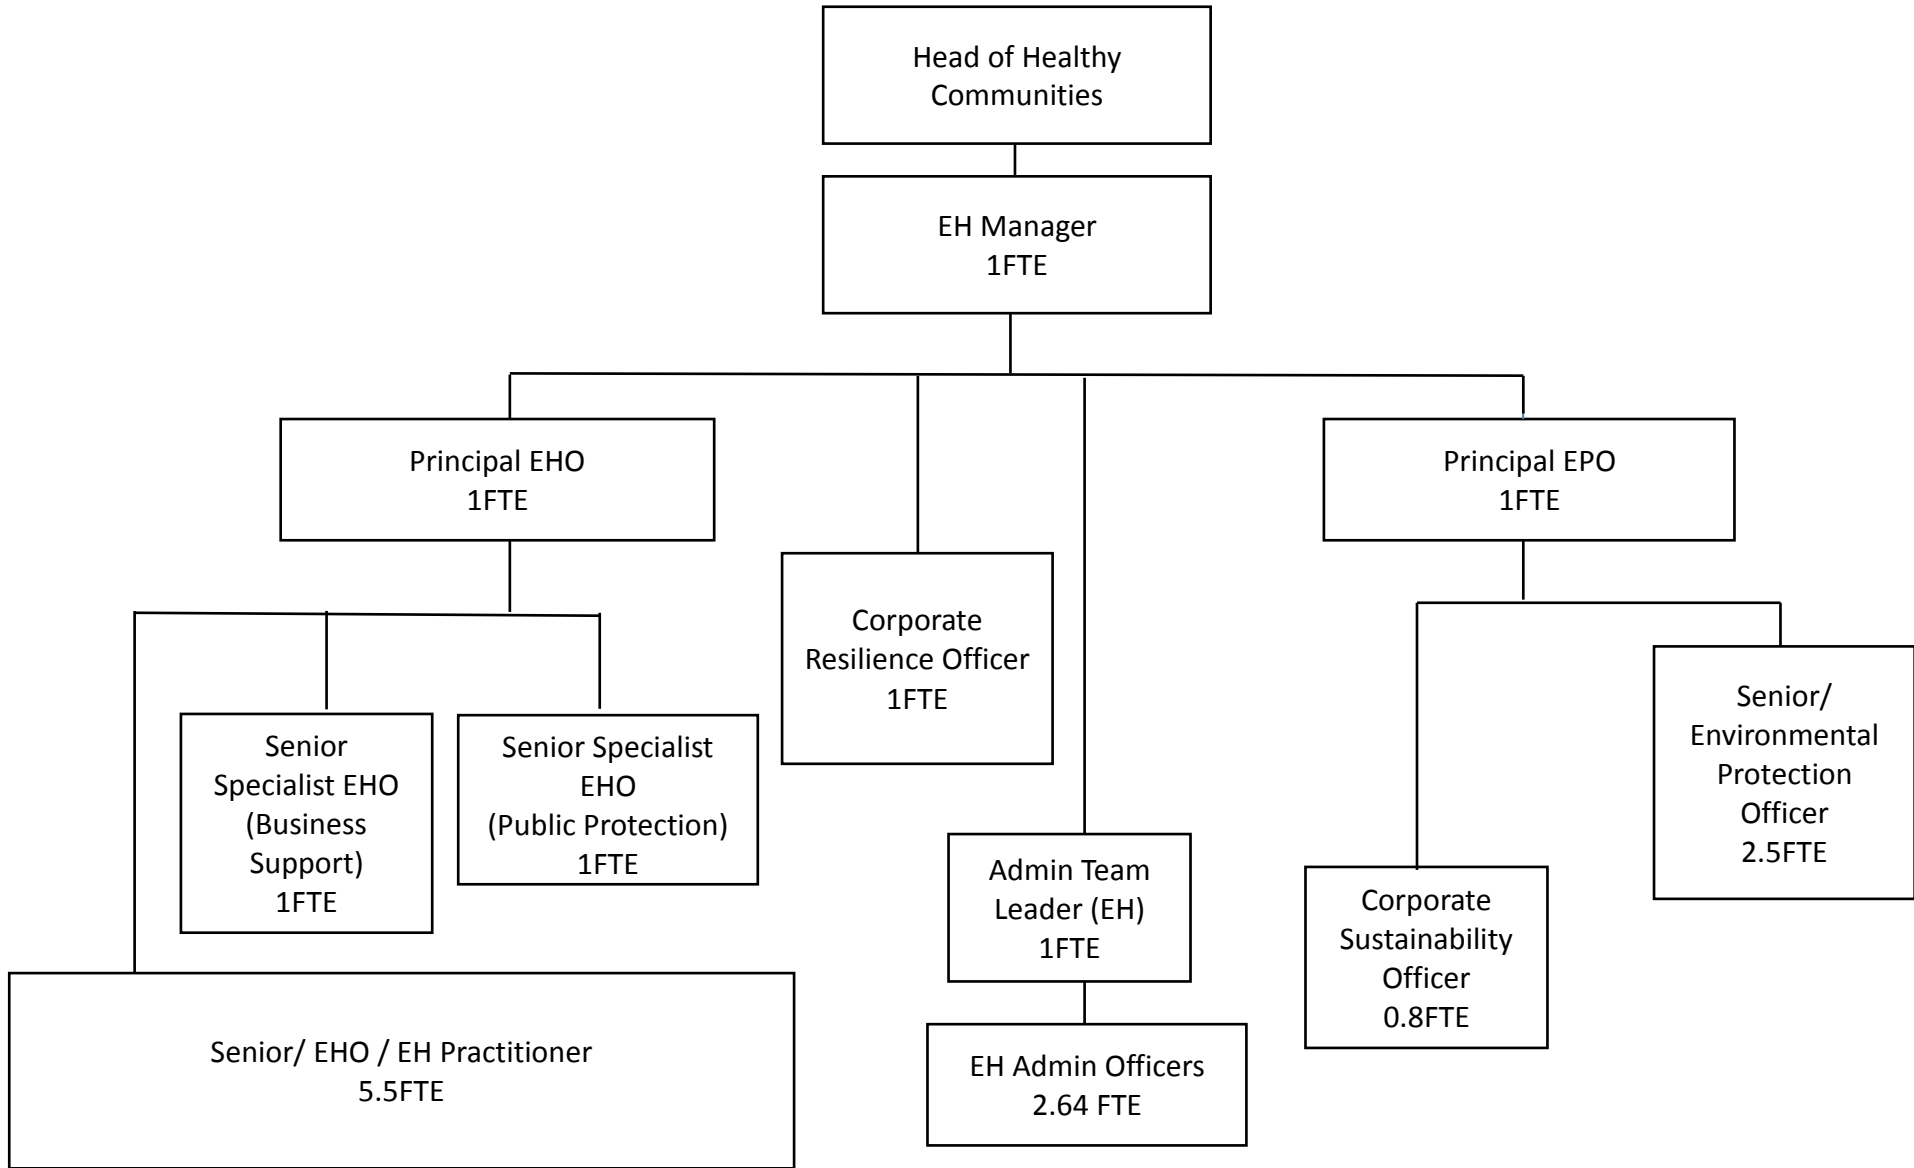 Head of Healthy
Communities
EH Manager
1FTE
Principal EHO
1FTE
Principal EPO
1FTE
Corporate
Resilience Officer
1FTE
Senior
Specialist EHO
(Business
Support)
1FTE
Senior Specialist
EHO
(Public Protection)
1FTE
Senior/
Environmental
Protection
Officer
2.5FTE
Admin Team
Leader (EH)
1FTE
Corporate
Sustainability
Officer
0.8FTE
Senior/ EHO / EH Practitioner
5.5FTE
EH Admin Officers
2.64 FTE